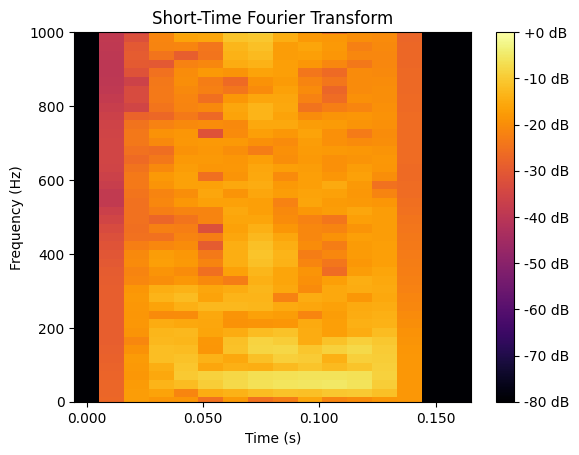 Short-Time Fourier Transform
1000
800
600
400
200
0
Frequency (Hz)
0.000
0.050
0.100
0.150
Time (s)
+0 dB
-10 dB
-20 dB
-30 dB
-40 dB
-50 dB
-60 dB
-70 dB
-80 dB